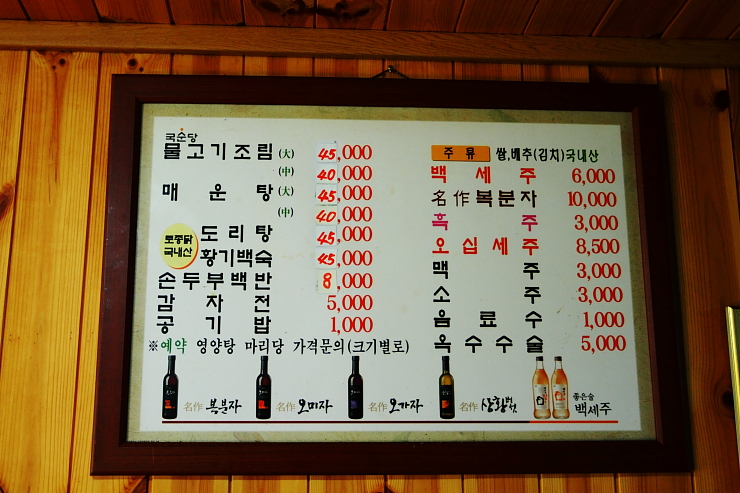 국순당
물고기조림 (大) 45,000
(中) 40,000
매운탕 (大) 45,000
(中) 40,000
토종닭
국내산
도리탕 45,000
황기백숙 45,000
손두부백반 8,000
감자전 5,000
공기밥 1,000
주류 쌀,배추(김치)국내산
백세주 6,000
名作복분자 10,000
흑주 3,000
오십세주 8,500
맥주 3,000
소주 3,000
음료수 1,000
옥수수술 5,000
※예약 영양탕 마리당 가격문의(크기별로)
名作 복분자 名作 오미자 名作 오가자 名作 상황버섯 좋은술
백세주